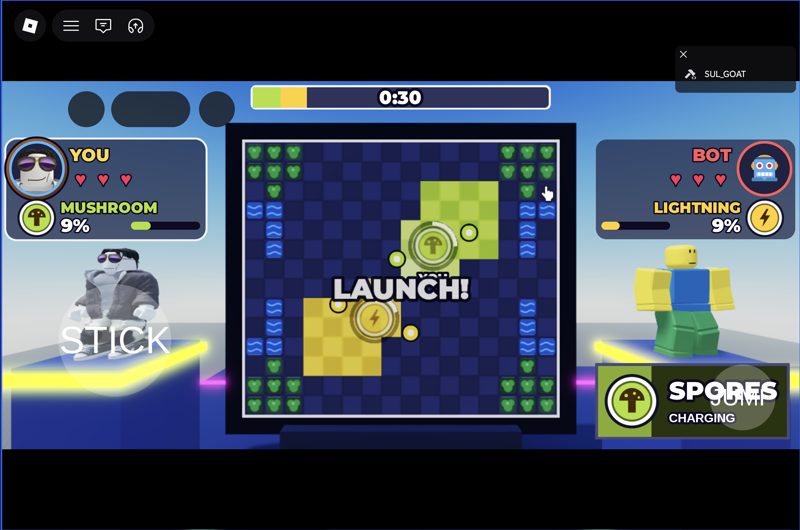 SUL_GOAT
0:30
YOU
MUSHROOM
9%
BOT
LIGHTNING
9%
LAUNCH!
STICK
SPORES
JUMP
CHARGING